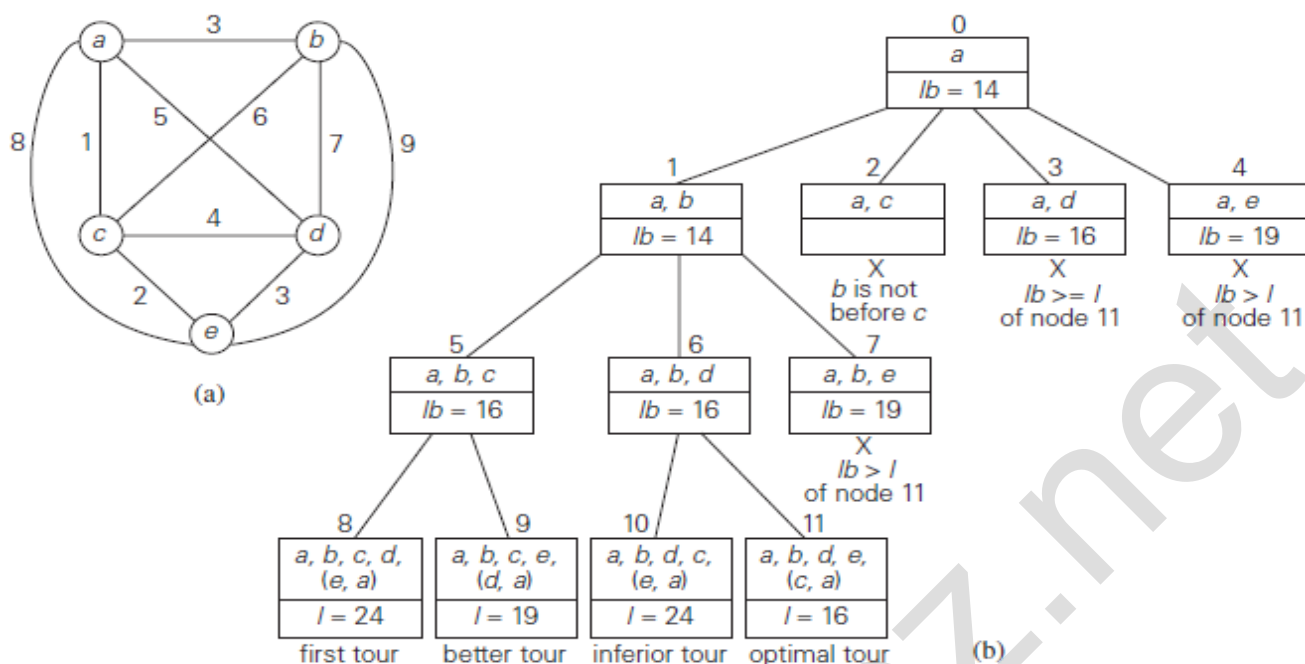 3
a
b
5
6
8
1
7
9
c
4
d
2
3
e
(a)
0
a
lb = 14
1
2
3
4
a, b
a, c
a, d
a, e
lb = 14
lb = 16
lb = 19
X
X
X
b is not
before c
lb >= l
of node 11
lb > l
of node 11
5
6
7
a, b, c
a, b, d
a, b, e
lb = 16
lb = 16
lb = 19
X
lb > l
of node 11
8
9
10
11
a, b, c, d,
(e, a)
l = 24
first tour
a, b, c, e,
(d, a)
l = 19
better tour
a, b, d, c,
(e, a)
l = 24
inferior tour
a, b, d, e,
(c, a)
l = 16
optimal tour
(b)
z.net